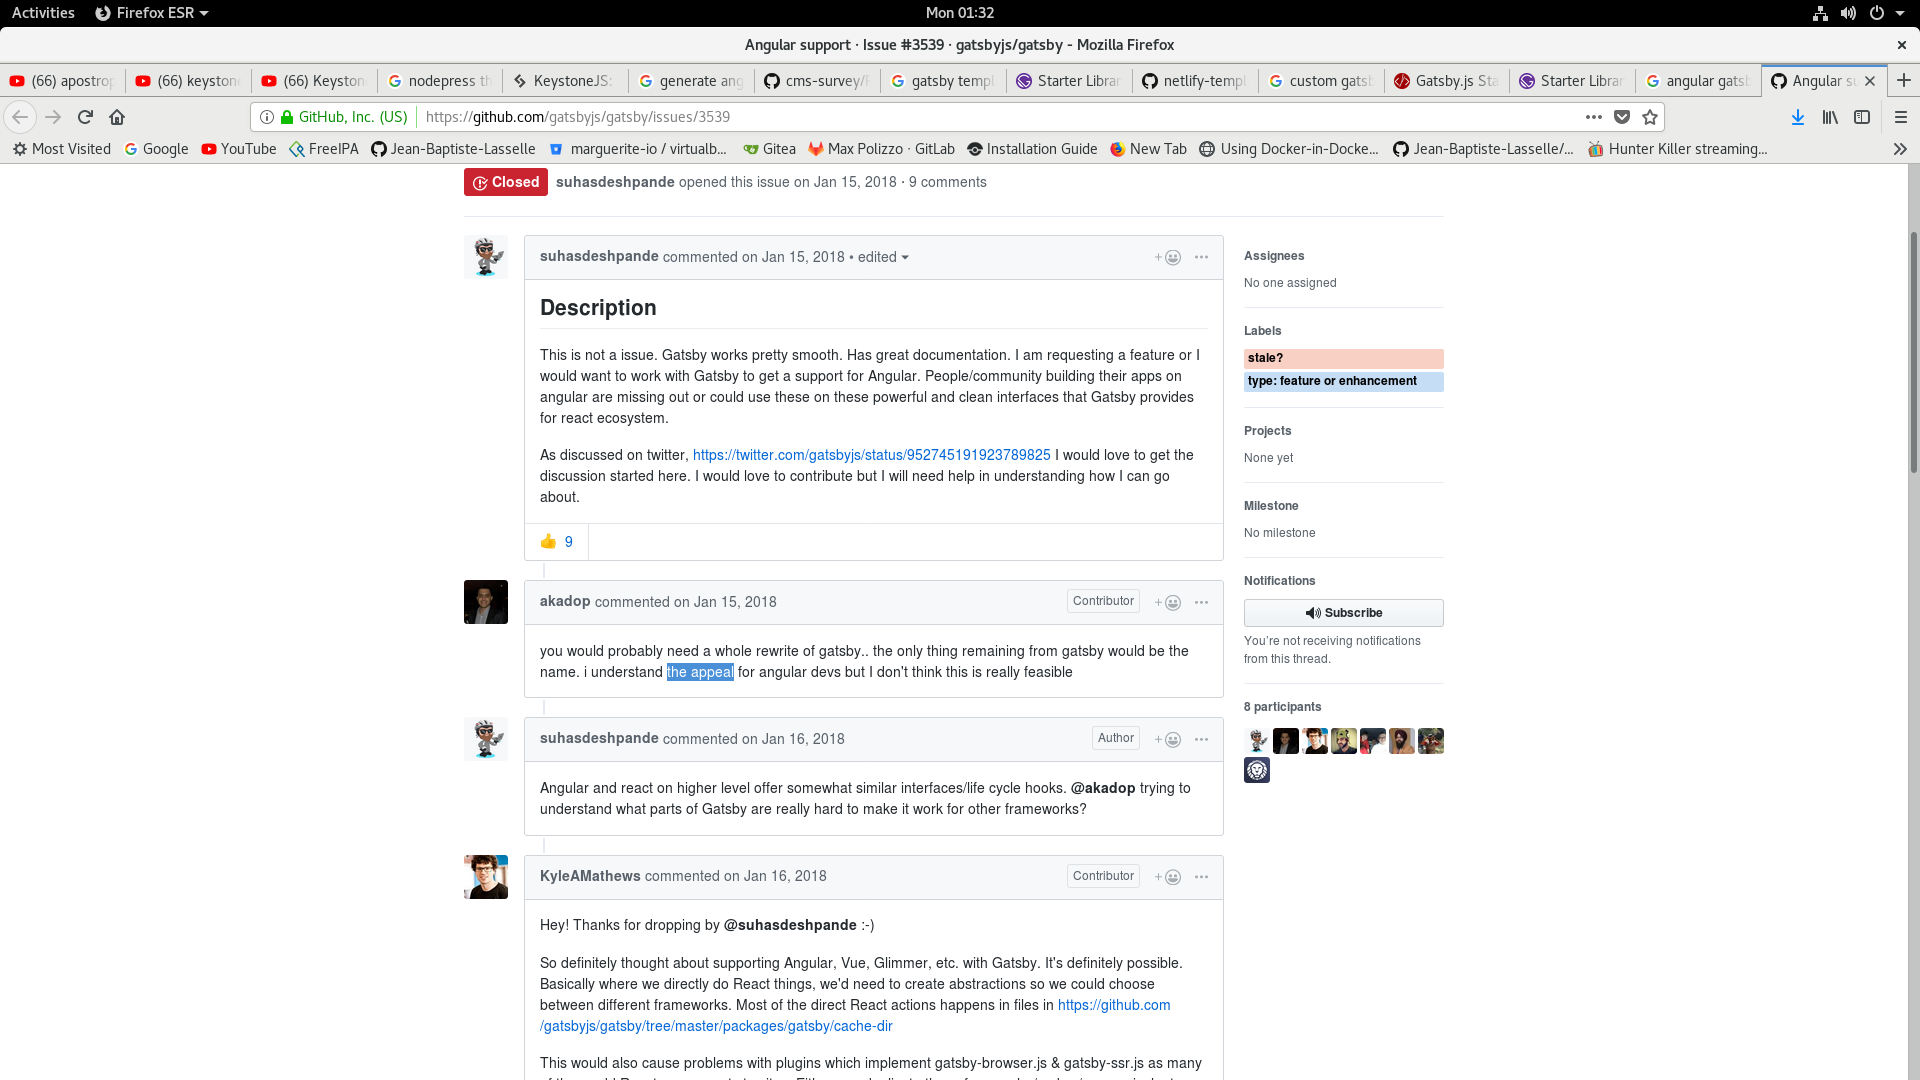 Activities Firefox ESR Mon 01:32
Angular support · Issue #3539 · gatsbyjs/gatsby - Mozilla Firefox
(66) apostrop (66) keyston (66) Keyston nodepress th KeystoneJS: generate ang cms-survey/ gatsby templ Starter Librar netlify-templ custom gatsb Gatsby.js Sta Starter Librar angular gatsb Angular su
GitHub, Inc. (US) https://github.com/gatsbyjs/gatsby/issues/3539
Most Visited Google YouTube FreeIPA Jean-Baptiste-Lasselle marguerite-io / virtualb... Gitea Max Polizzo · GitLab Installation Guide New Tab Using Docker-in-Docke... Jean-Baptiste-Lasselle/... Hunter Killer streaming...
Closed suhasdeshpande opened this issue on Jan 15, 2018 · 9 comments
suhasdeshpande commented on Jan 15, 2018 • edited
Description
This is not a issue. Gatsby works pretty smooth. Has great documentation. I am requesting a feature or I
would want to work with Gatsby to get a support for Angular. People/community building their apps on
angular are missing out or could use these on these powerful and clean interfaces that Gatsby provides
for react ecosystem.
As discussed on twitter, https://twitter.com/gatsbyjs/status/952745191923789825 I would love to get the
discussion started here. I would love to contribute but I will need help in understanding how I can go
about.
9
akadop commented on Jan 15, 2018 Contributor
you would probably need a whole rewrite of gatsby.. the only thing remaining from gatsby would be the
name. i understand the appeal for angular devs but I don't think this is really feasible
suhasdeshpande commented on Jan 16, 2018 Author
Angular and react on higher level offer somewhat similar interfaces/life cycle hooks. @akadop trying to
understand what parts of Gatsby are really hard to make it work for other frameworks?
KyleAMathews commented on Jan 16, 2018 Contributor
Hey! Thanks for dropping by @suhasdeshpande :-)
So definitely thought about supporting Angular, Vue, Glimmer, etc. with Gatsby. It's definitely possible.
Basically where we directly do React things, we'd need to create abstractions so we could choose
between different frameworks. Most of the direct React actions happens in files in https://github.com
/gatsbyjs/gatsby/tree/master/packages/gatsby/cache-dir
This would also cause problems with plugins which implement gatsby-browser.js & gatsby-ssr.js as many
Assignees
No one assigned
Labels
stale?
type: feature or enhancement
Projects
None yet
Milestone
No milestone
Notifications
Subscribe
You're not receiving notifications
from this thread.
8 participants